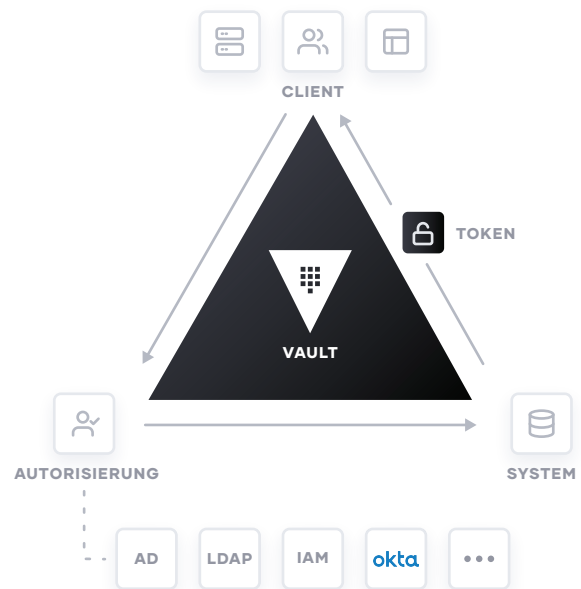 CLIENT
TOKEN
VAULT
AUTORISIERUNG
SYSTEM
AD
LDAP
IAM
okta